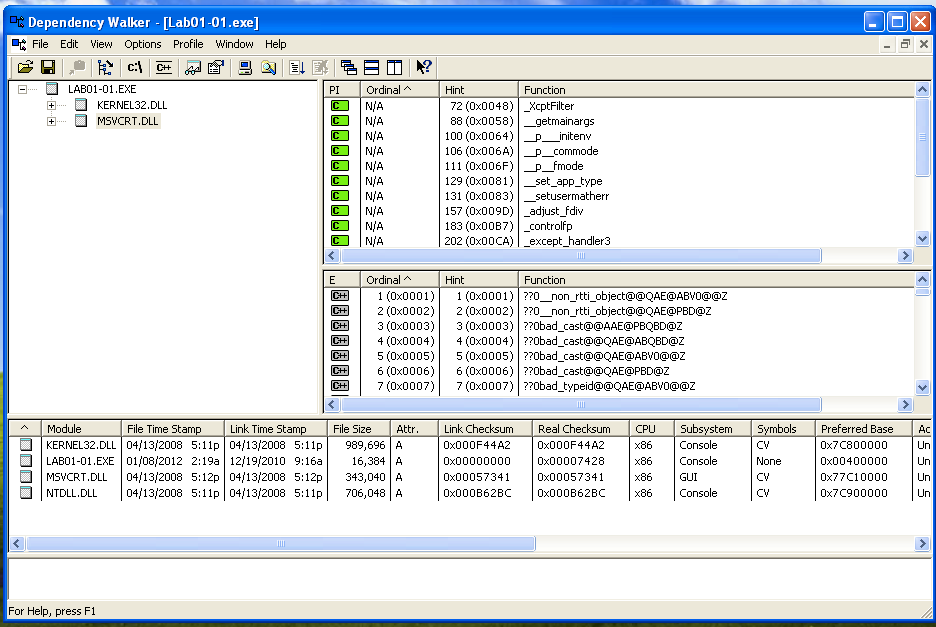 Dependency Walker - [Lab01-01.exe]
File Edit View Options Profile Window Help
c:\ C++
LAB01-01.EXE
KERNEL32.DLL
MSVCRT.DLL
PI Ordinal ^ Hint Function
C N/A 72 (0x0048) _XcptFilter
C N/A 88 (0x0058) __getmainargs
C N/A 100 (0x0064) __p___initenv
C N/A 106 (0x006A) __p__commode
C N/A 111 (0x006F) __p__fmode
C N/A 129 (0x0081) __set_app_type
C N/A 131 (0x0083) __setusermatherr
C N/A 157 (0x009D) _adjust_fdiv
C N/A 183 (0x00B7) _controlfp
C N/A 202 (0x00CA) _except_handler3
E Ordinal ^ Hint Function
C++ 1 (0x0001) 1 (0x0001) ??0__non_rtti_object@@QAE@ABV0@@Z
C++ 2 (0x0002) 2 (0x0002) ??0__non_rtti_object@@QAE@PBD@Z
C++ 3 (0x0003) 3 (0x0003) ??0bad_cast@@AAE@PBQBD@Z
C++ 4 (0x0004) 4 (0x0004) ??0bad_cast@@QAE@ABQBD@Z
C++ 5 (0x0005) 5 (0x0005) ??0bad_cast@@QAE@ABV0@@Z
C++ 6 (0x0006) 6 (0x0006) ??0bad_cast@@QAE@PBD@Z
C++ 7 (0x0007) 7 (0x0007) ??0bad_typeid@@QAE@ABV0@@Z
^ Module File Time Stamp Link Time Stamp File Size Attr. Link Checksum Real Checksum CPU Subsystem Symbols Preferred Base Ac
KERNEL32.DLL 04/13/2008 5:11p 04/13/2008 5:11p 989,696 A 0x000F44A2 0x000F44A2 x86 Console CV 0x7C800000 Un
LAB01-01.EXE 01/08/2012 2:19a 12/19/2010 9:16a 16,384 A 0x00000000 0x00007428 x86 Console None 0x00400000 Un
MSVCRT.DLL 04/13/2008 5:12p 04/13/2008 5:12p 343,040 A 0x00057341 0x00057341 x86 GUI CV 0x77C10000 Un
NTDLL.DLL 04/13/2008 5:11p 04/13/2008 5:11p 706,048 A 0x000B62BC 0x000B62BC x86 Console CV 0x7C900000 Un
For Help, press F1